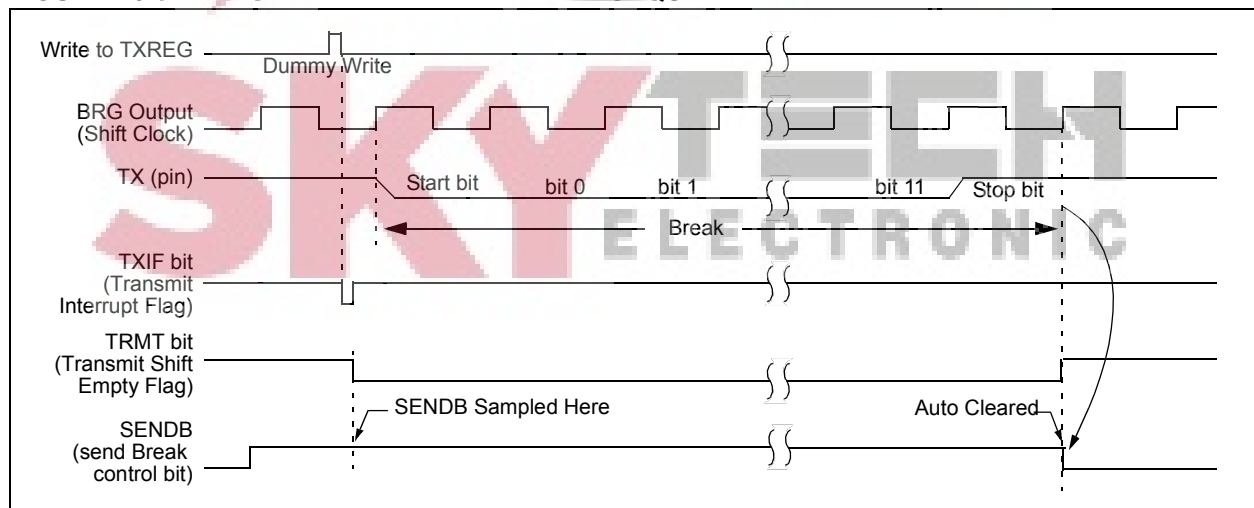 Write to TXREG
Dummy Write
BRG Output
(Shift Clock)
TX (pin)
Start bit
bit 0
bit 1
bit 11
Stop bit
Break
TXIF bit
(Transmit
Interrupt Flag)
TRMT bit
(Transmit Shift
Empty Flag)
SENDB Sampled Here
Auto Cleared
SENDB
(send Break
control bit)
SKYTECH
ELECTRONIC